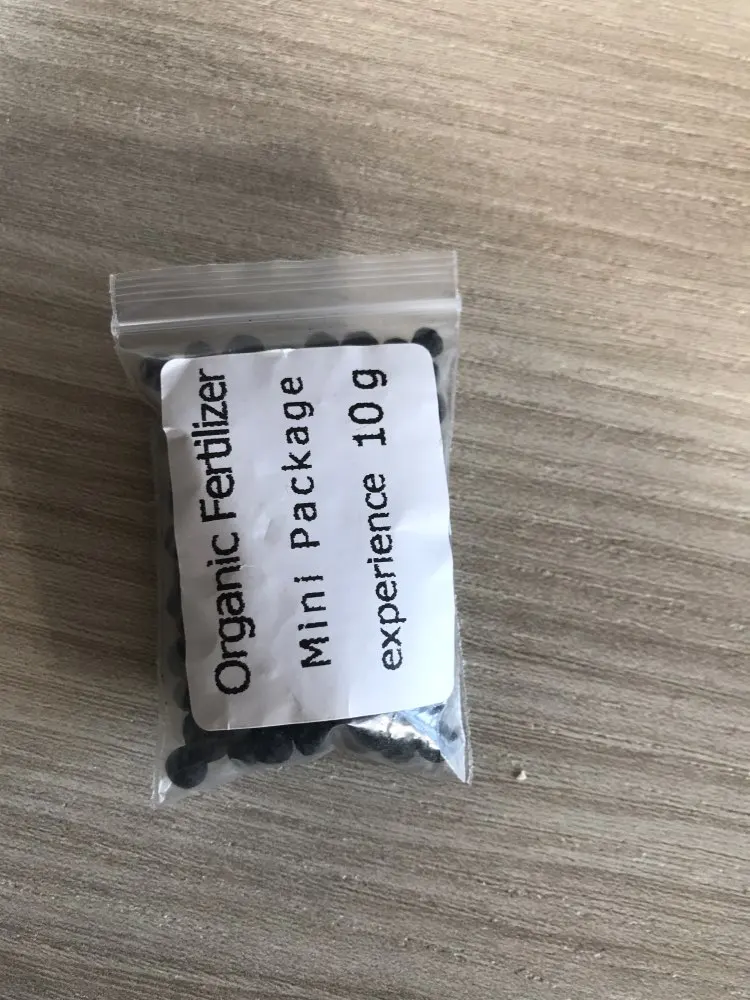 Organic Fertilizer
Mini Package
experience 10 g